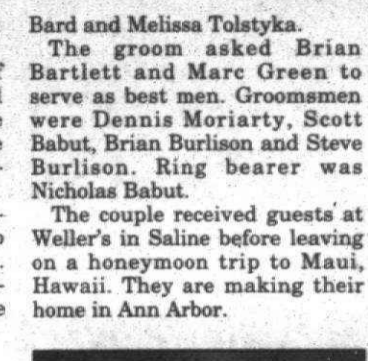 Bard and Melissa Tolstyka.
The groom asked Brian
Bartlett and Marc Green to
serve as best men. Groomsmen
were Dennis Moriarty, Scott
Babut, Brian Burlison and Steve
Burlison. Ring bearer was
Nicholas Babut.
The couple received guests at
Weller's in Saline before leaving
on a honeymoon trip to Maui,
Hawaii. They are making their
home in Ann Arbor.